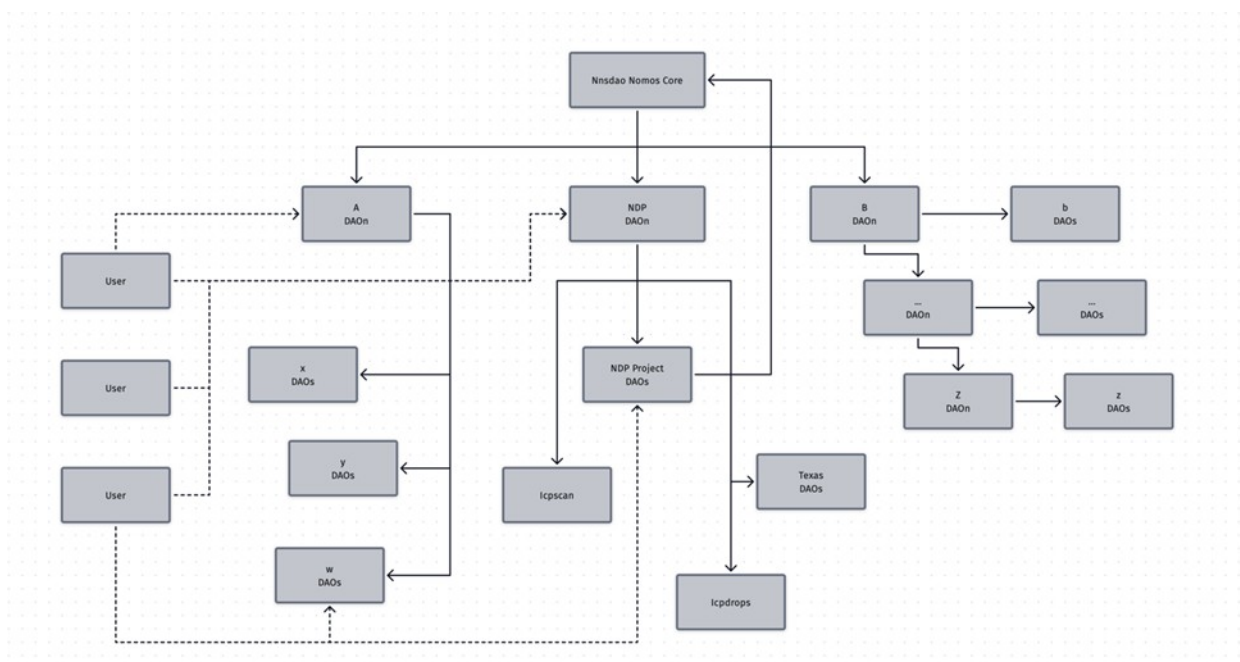 Nnsdao Nomos Core
A
DAOn
NDP
DAOn
B
DAOn
b
DAOs
User
...
DAOn
...
DAOs
x
DAOs
User
NDP Project
DAOs
Z
DAOn
z
DAOs
y
DAOs
User
Icpscan
Texas
DAOs
w
DAOs
Icpdrops